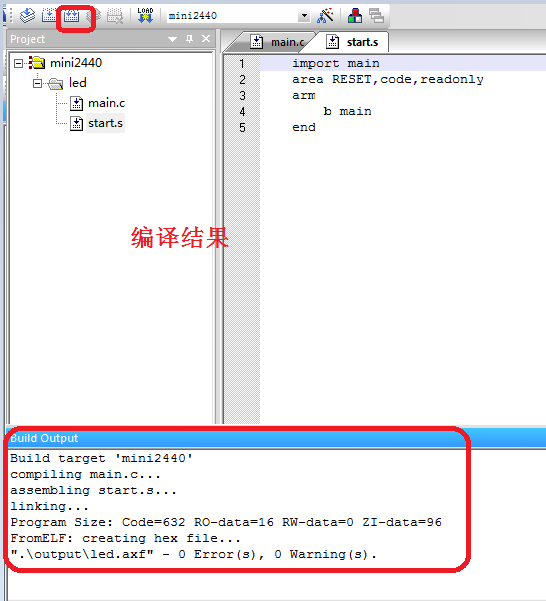 LOAD
mini2440
Project
main.c
start.s
mini2440
led
main.c
start.s
1 import main
2 area RESET,code,readonly
3 arm
4 b main
5 end
编译结果
Build Output
Build target 'mini2440'
compiling main.c...
assembling start.s...
linking...
Program Size: Code=632 RO-data=16 RW-data=0 ZI-data=96
FromELF: creating hex file...
".\output\led.axf" - 0 Error(s), 0 Warning(s).